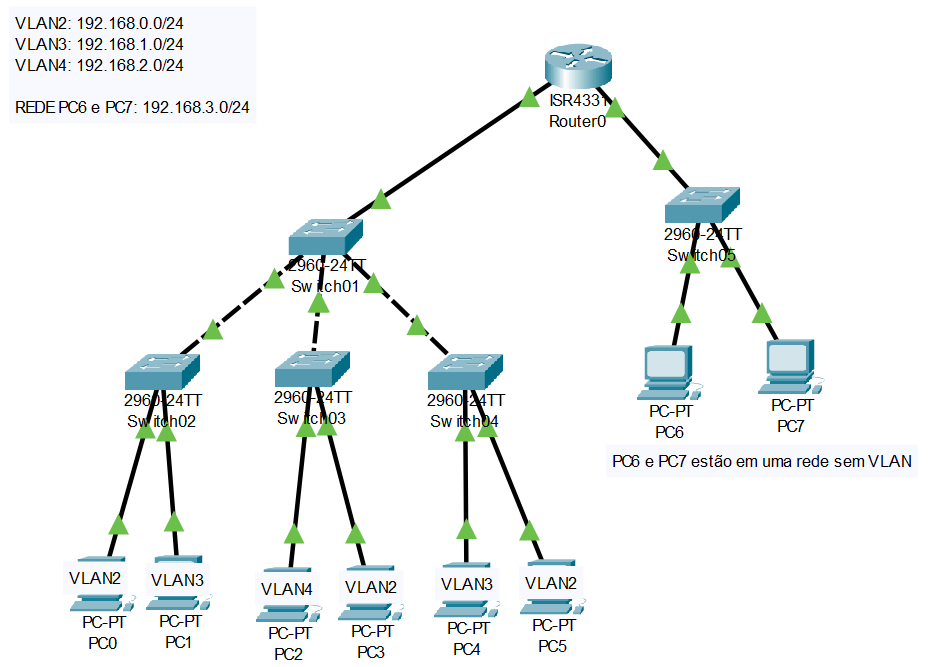 VLAN2: 192.168.0.0/24
VLAN3: 192.168.1.0/24
VLAN4: 192.168.2.0/24
REDE PC6 e PC7: 192.168.3.0/24
ISR4331
Router0
2960-24TT
Switch05
2960-24TT
Switch01
2960-24TT
Switch02
2960-24TT
Switch03
2960-24TT
Switch04
PC-PT
PC6
PC-PT
PC7
PC6 e PC7 estão em uma rede sem VLAN
VLAN2
PC-PT
PC0
VLAN3
PC-PT
PC1
VLAN4
PC-PT
PC2
VLAN2
PC-PT
PC3
VLAN3
PC-PT
PC4
VLAN2
PC-PT
PC5